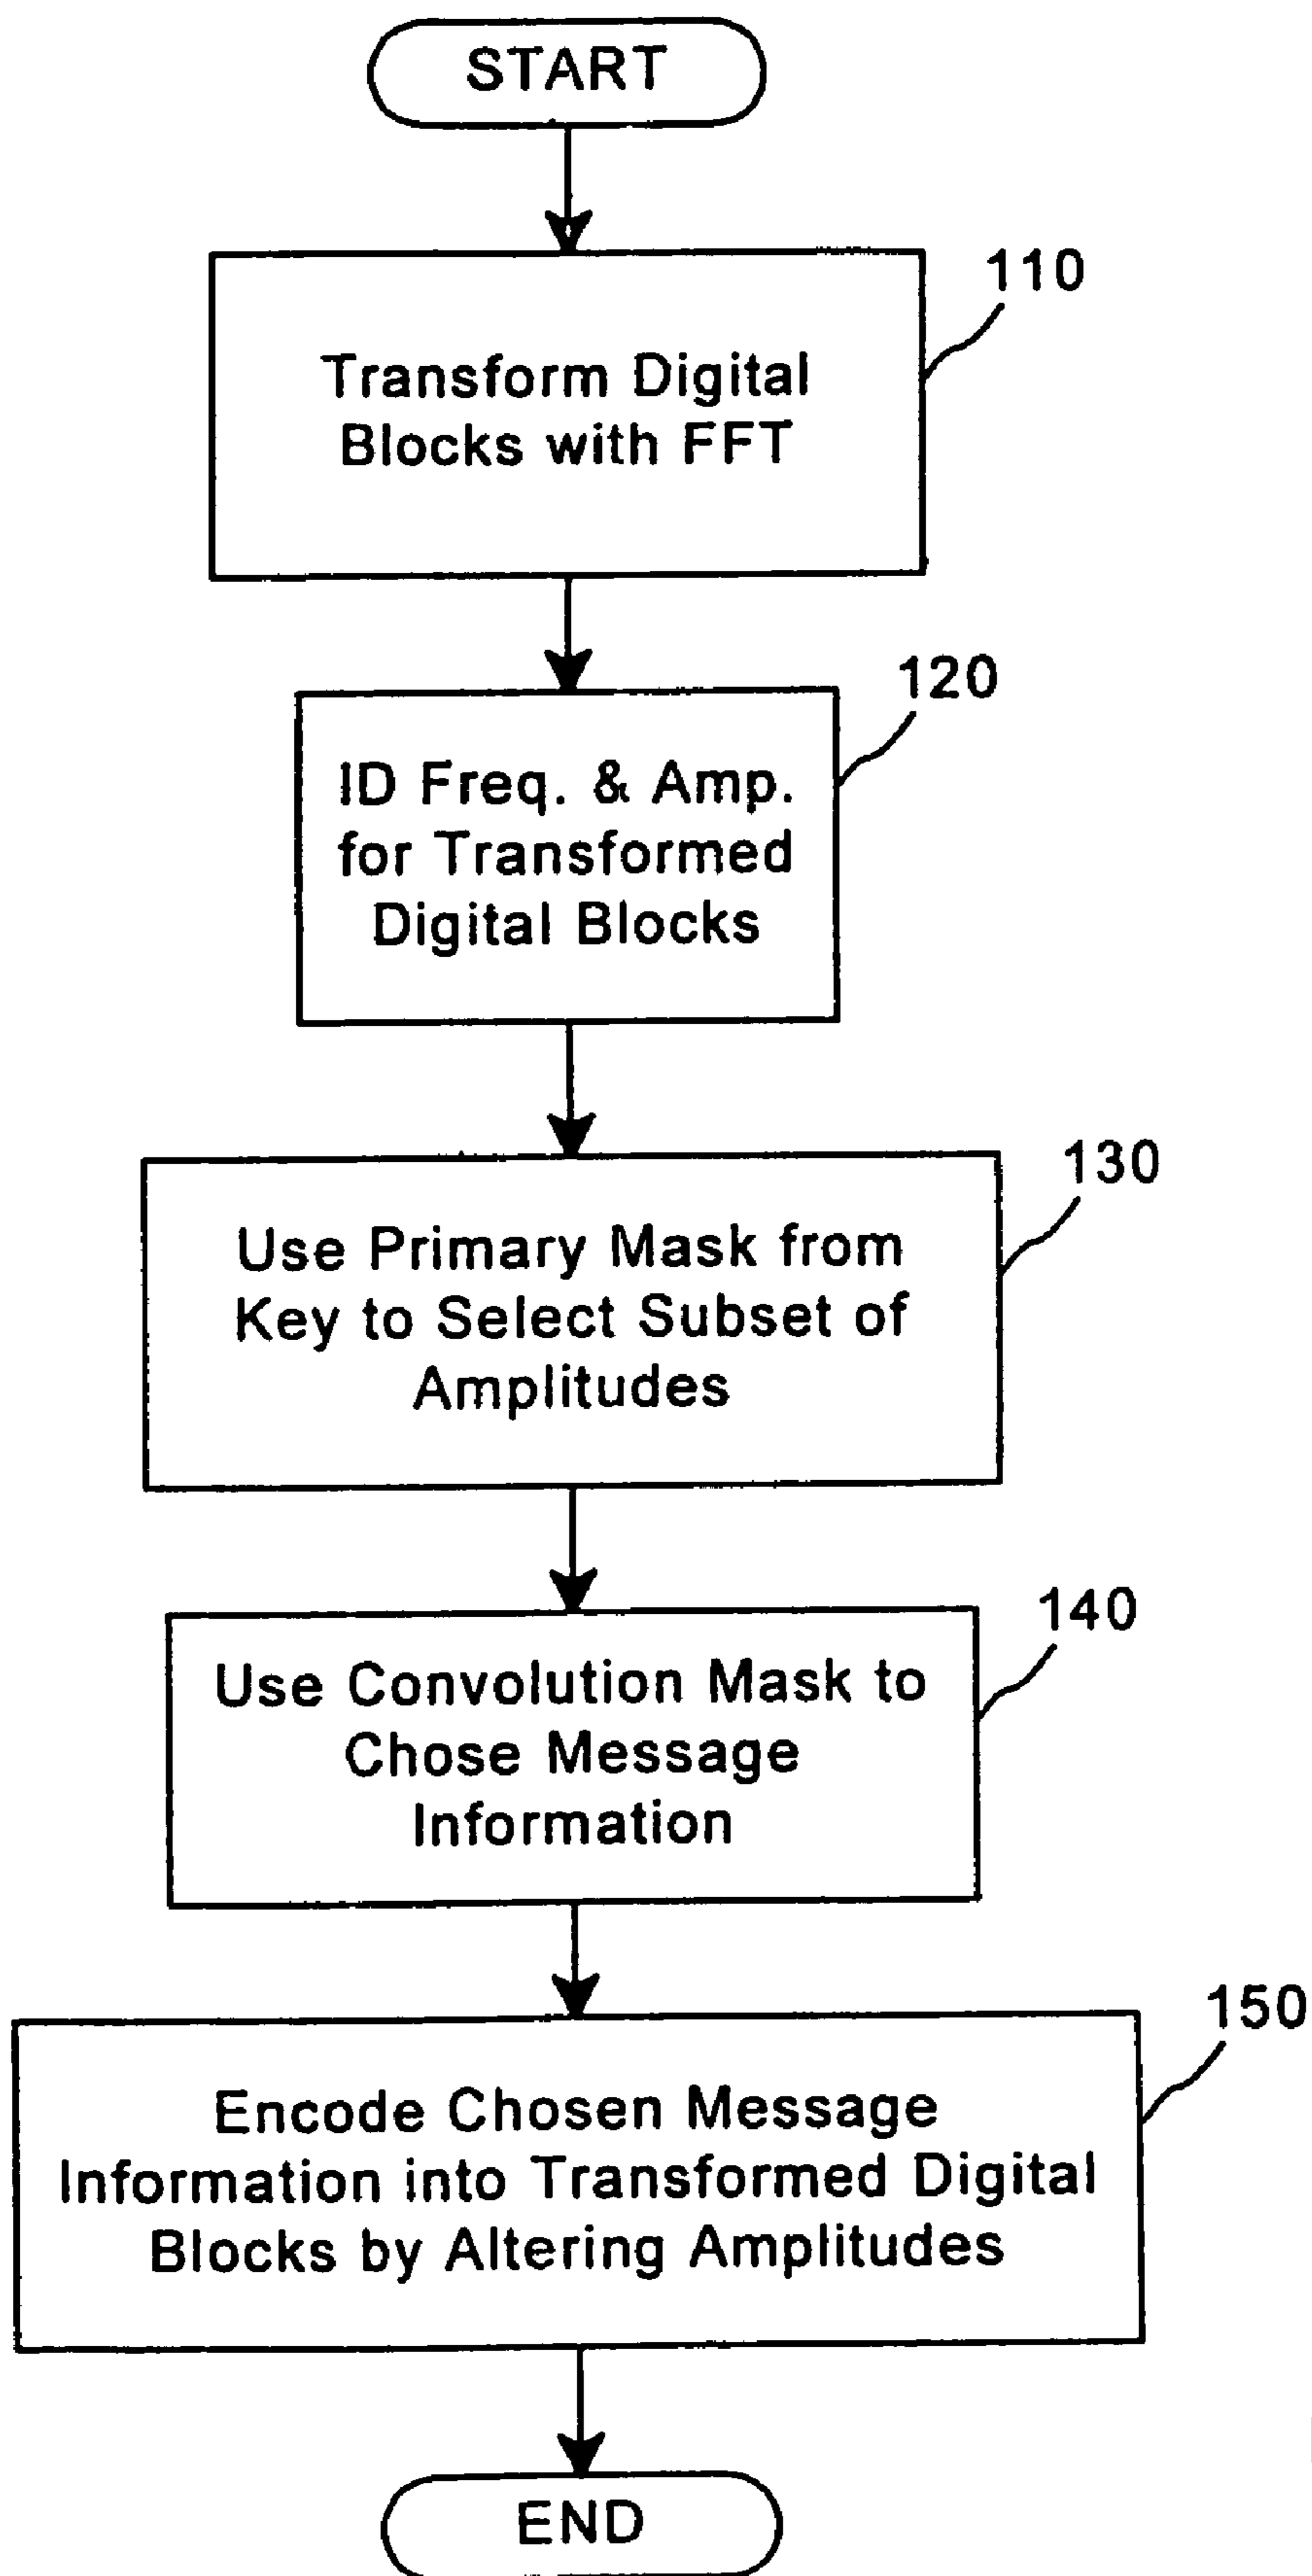 START
110
Transform Digital
Blocks with FFT
120
ID Freq. & Amp.
for Transformed
Digital Blocks
130
Use Primary Mask from
Key to Select Subset of
Amplitudes
140
Use Convolution Mask to
Chose Message
Information
150
Encode Chosen Message
Information into Transformed Digital
Blocks by Altering Amplitudes
END